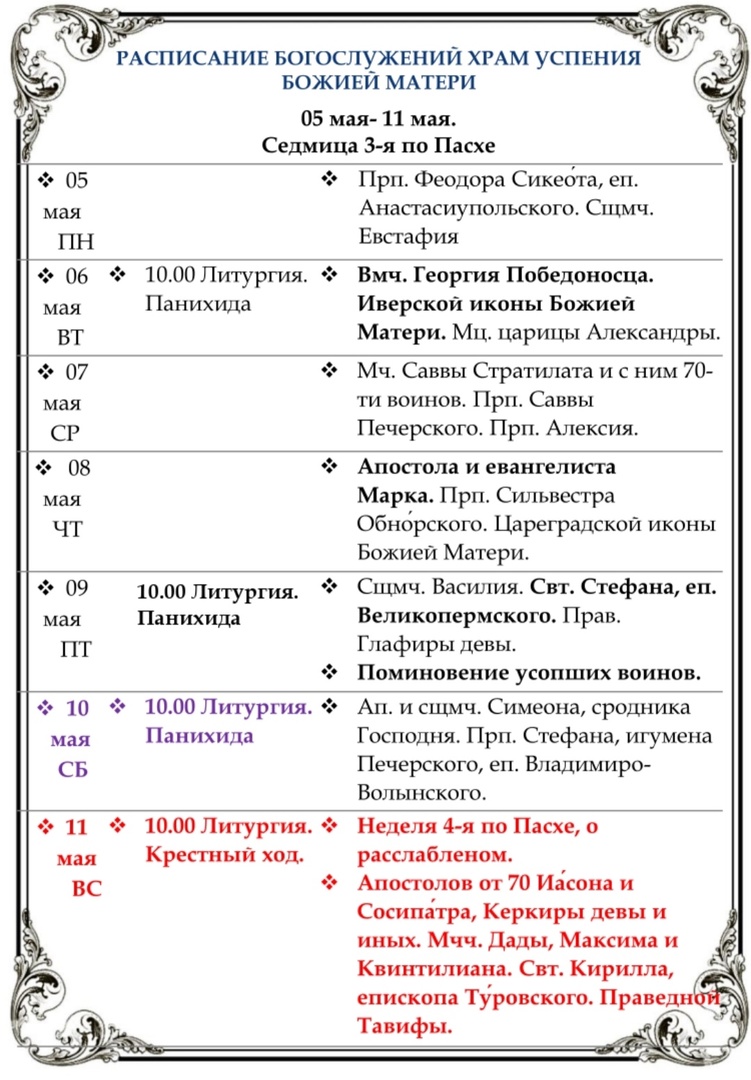 РАСПИСАНИЕ БОГОСЛУЖЕНИЙ ХРАМ УСПЕНИЯ
БОЖИЕЙ МАТЕРИ
05 мая- 11 мая.
Седмица 3-я по Пасхе
❖ 05
мая
ПН
❖ Прп. Феодора Сикео́та, еп.
Анастасиупольского. Сщмч.
Евстафия
❖ 06
мая
ВТ
❖ 10.00 Литургия.
Панихида
❖ Вмч. Георгия Победоносца.
Иверской иконы Божией
Матери. Мц. царицы Александры.
❖ 07
мая
СР
❖ Мч. Саввы Стратилата и с ним 70-
ти воинов. Прп. Саввы
Печерского. Прп. Алексия.
❖ 08
мая
ЧТ
❖ Апостола и евангелиста
Марка. Прп. Сильвестра
Обно́рского. Цареградской иконы
Божией Матери.
❖ 09
мая
ПТ
10.00 Литургия.
Панихида
❖ Сщмч. Василия. Свт. Стефана, еп.
Великопермского. Прав.
Глафиры девы.
❖ Поминовение усопших воинов.
❖ 10
мая
СБ
❖ 10.00 Литургия.
Панихида
❖ Ап. и сщмч. Симеона, сродника
Господня. Прп. Стефана, игумена
Печерского, еп. Владимиро-
Волынского.
❖ 11
мая
ВС
❖ 10.00 Литургия.
Крестный ход.
❖ Неделя 4-я по Пасхе, о
расслабленом.
❖ Апостолов от 70 Иа́сона и
Сосипа́тра, Керкиры девы и
иных. Мчч. Дады, Максима и
Квинтилиана. Свт. Кирилла,
епископа Ту́ровского. Праведной
Тавифы.